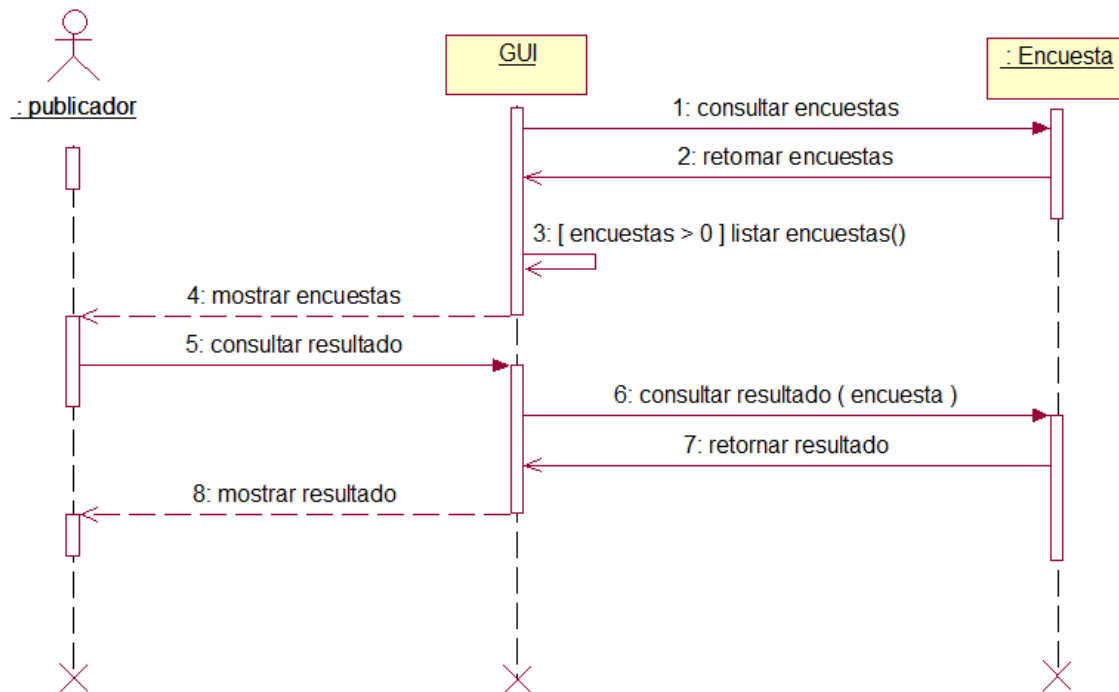 GUI
: Encuesta
: publicador
1: consultar encuestas
2: retornar encuestas
3: [ encuestas > 0 ] listar encuestas()
4: mostrar encuestas
5: consultar resultado
6: consultar resultado ( encuesta )
7: retornar resultado
8: mostrar resultado